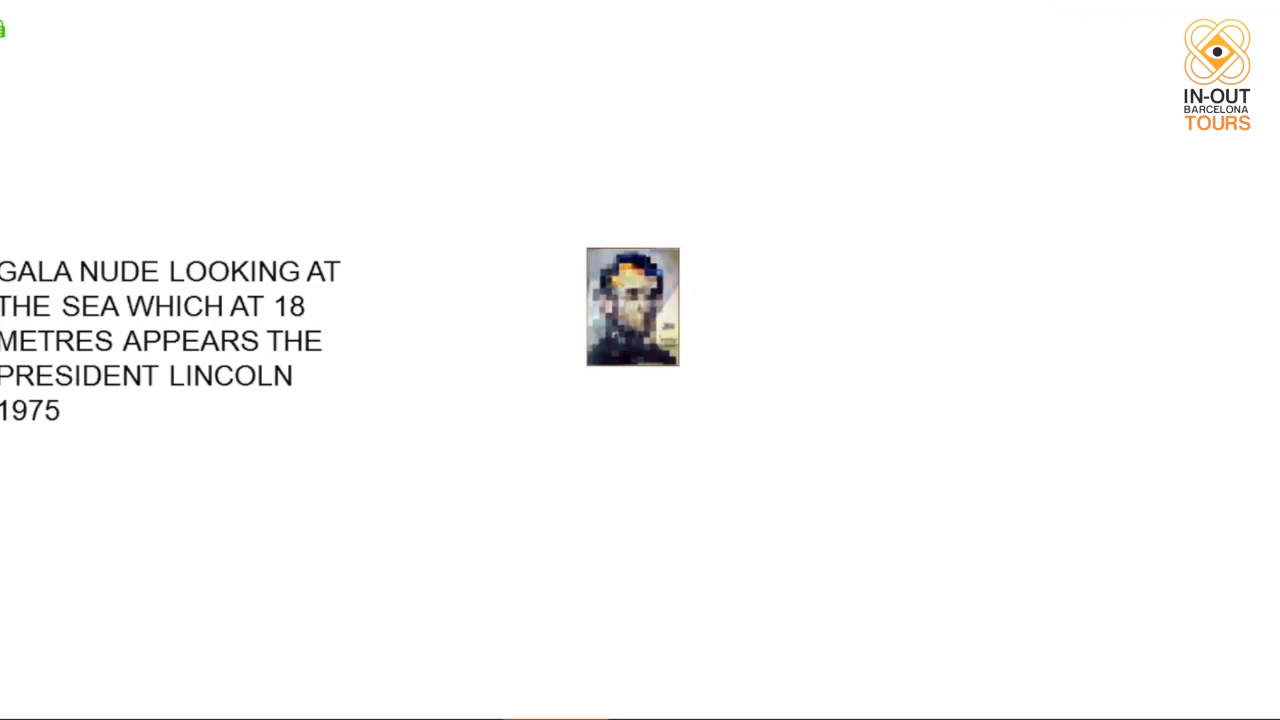 IN-OUT
BARCELONA
TOURS
GALA NUDE LOOKING AT
THE SEA WHICH AT 18
METRES APPEARS THE
PRESIDENT LINCOLN
1975